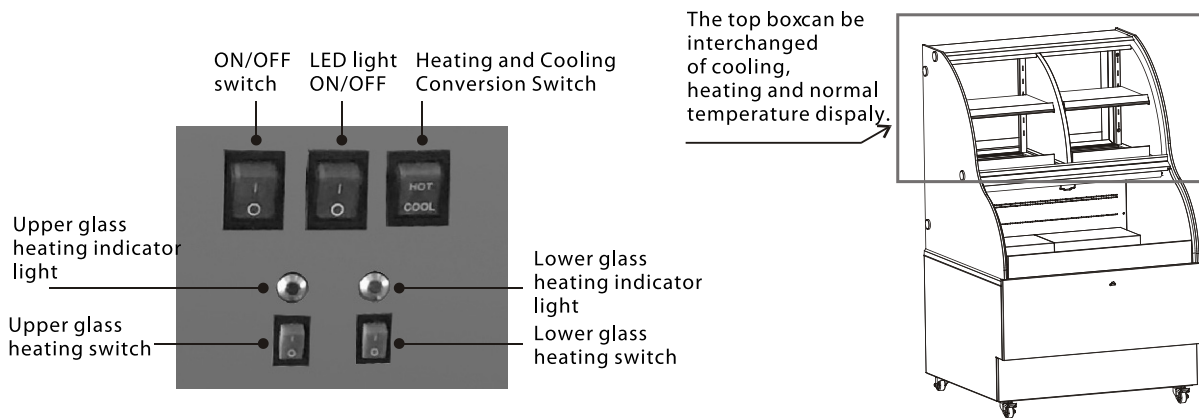 ON/OFF
switch
LED light
ON/OFF
Heating and Cooling
Conversion Switch
The top boxcan be
interchanged
of cooling,
heating and normal
temperature dispaly.
I
O
I
O
HOT
COOL
Upper glass
heating indicator
light
Lower glass
heating indicator
light
Upper glass
heating switch
I
O
I
O
Lower glass
heating switch